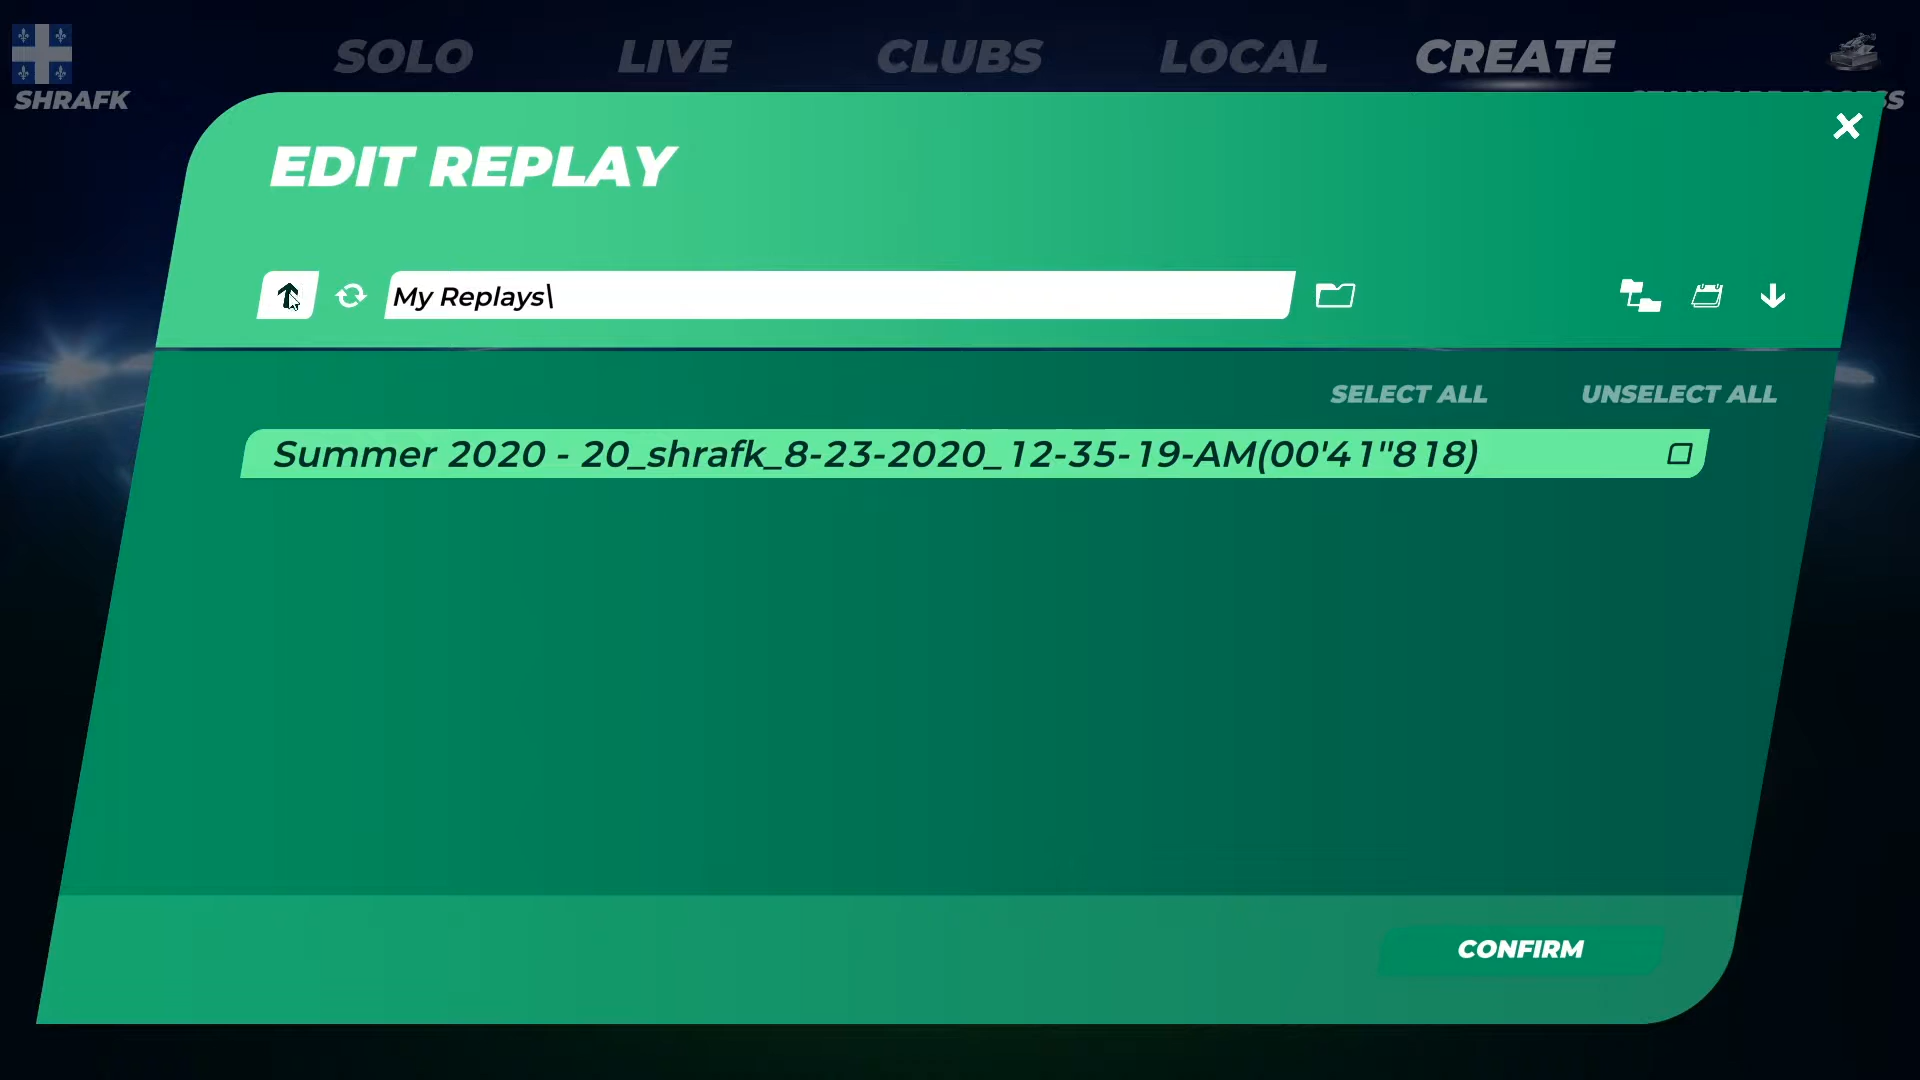 SOLO LIVE CLUBS LOCAL CREATE
SHRAFK
EDIT REPLAY
My Replays\
SELECT ALL UNSELECT ALL
Summer 2020 - 20_shrafk_8-23-2020_12-35-19-AM(00'41"818)
CONFIRM